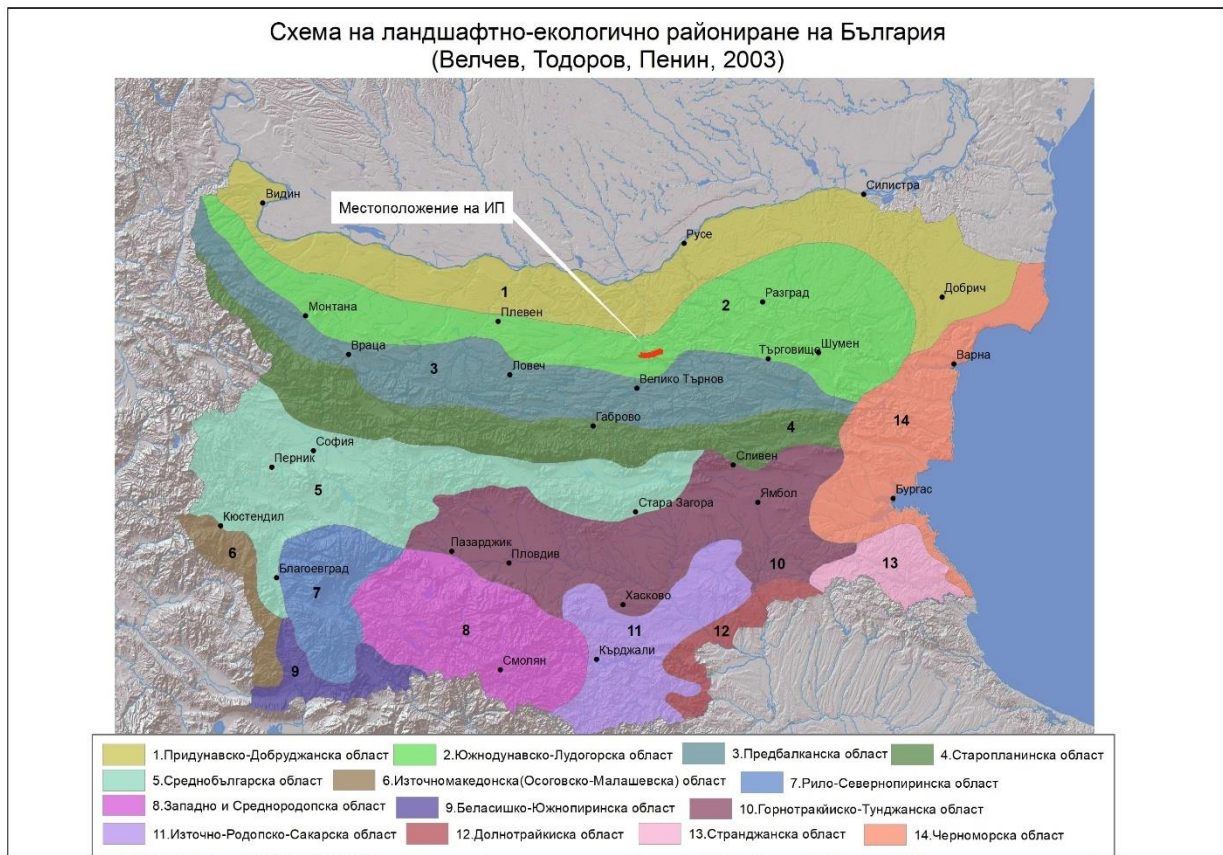 Схема на ландшафтно-екологично райониране на България
(Велчев, Тодоров, Пенин, 2003)
Видин
Силистра
Местоположение на ИП
Русе
Добрич
1
2
Разград
Монтана
Плевен
Враца
3
Ловеч
Търговище
Шумен
Варна
Велико Търнов
Габрово
4
14
София
Перник
Сливен
5
Стара Загора
Ямбол
Бургас
Кюстендил
6
Пазарджик
Пловдив
10
13
Благоевград
7
Хасково
8
11
12
Кърджали
9
Смолян
1.Придунавско-Добруджанска област
2.Южнодунавско-Лудогорска област
3.Предбалканска област
4.Старопланинска област
5.Среднобългарска област
6.Източномакедонска(Осоговско-Малашевска) област
7.Рило-Севернопиринска област
8.Западно и Среднородопска област
9.Беласишко-Южнопиринска област
10.Горнотракийско-Тунджанска област
11.Източно-Родопско-Сакарска област
12.Долнотрайкиска област
13.Странджанска област
14.Черноморска област